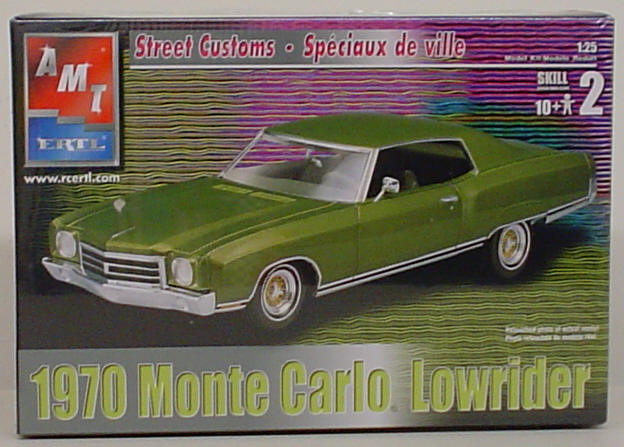 Street Customs • Spéciaux de ville
1:25
AMT
ERTL
SKILL
2
10+
www.rcertl.com
1970 Monte Carlo® Lowrider